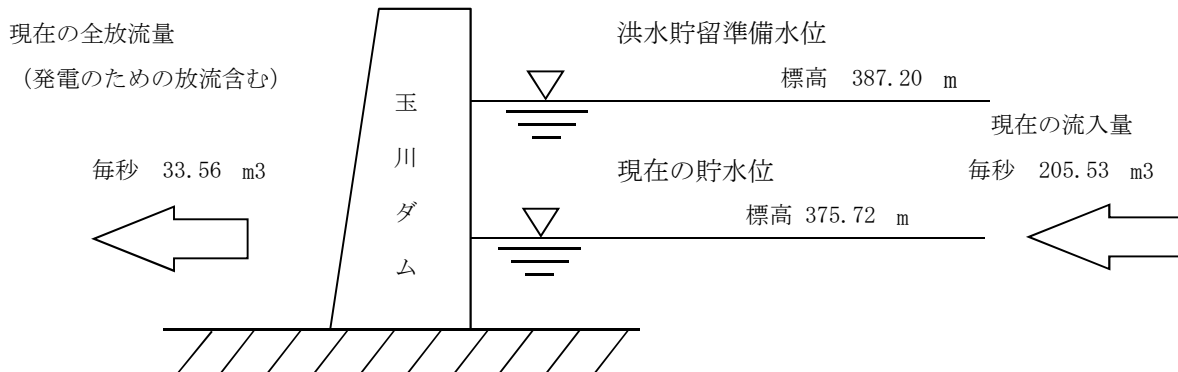 現在の全放流量
（発電のための放流含む）
毎秒 33.56 m3
玉川ダム
洪水貯留準備水位
標高 387.20 m
現在の貯水位
標高 375.72 m
現在の流入量
毎秒 205.53 m3